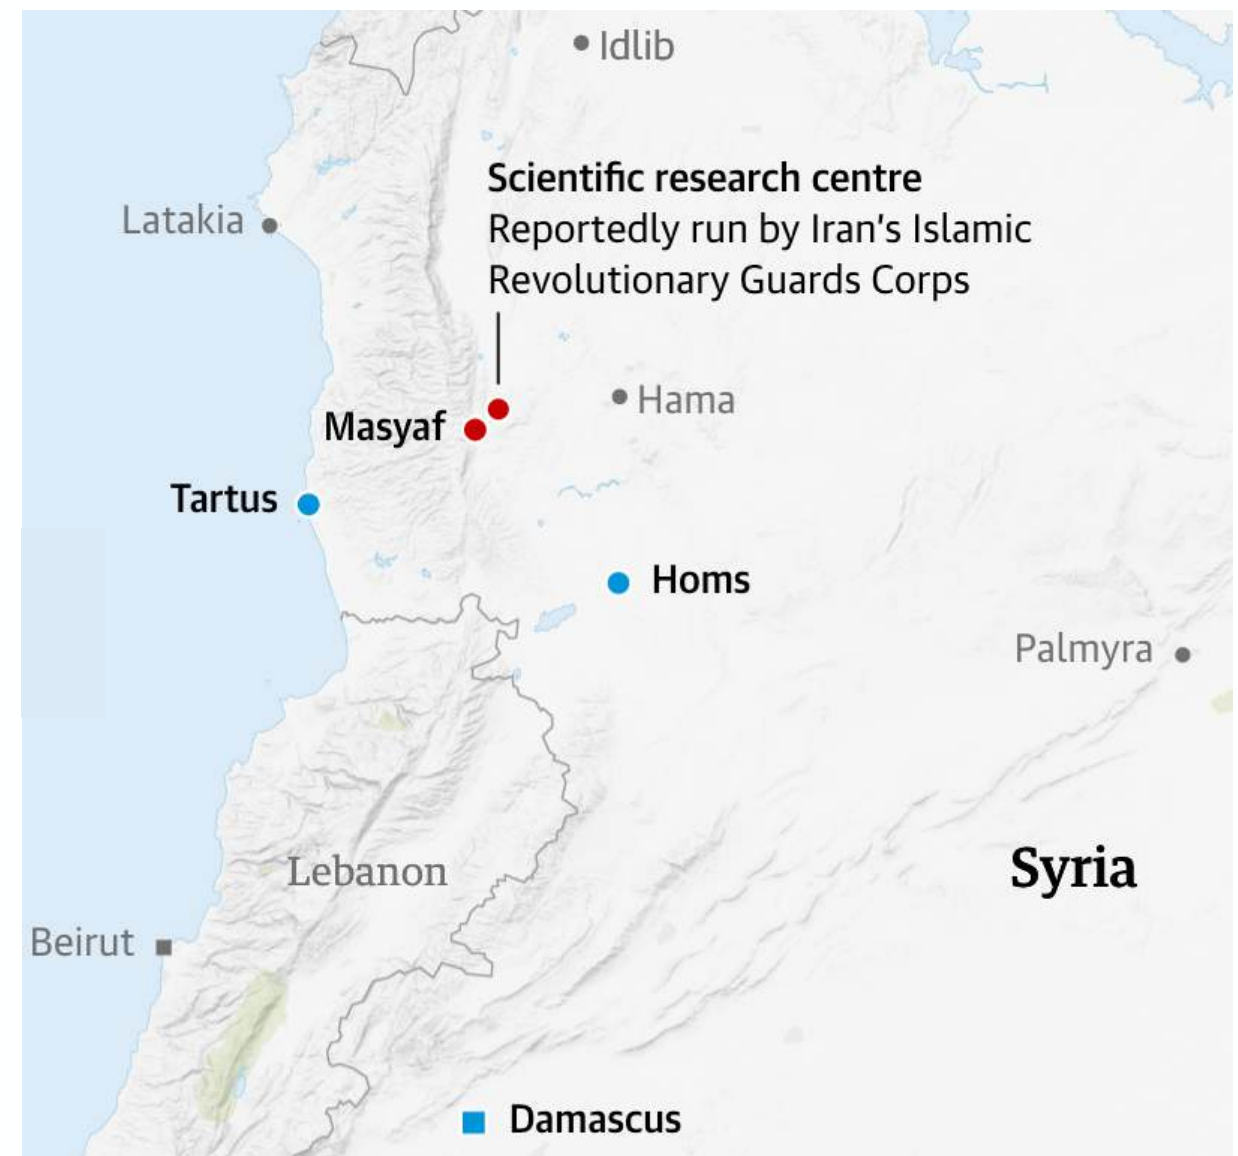 Idlib
Scientific research centre
Reportedly run by Iran's Islamic
Revolutionary Guards Corps
Latakia
Hama
Masyaf
Tartus
Homs
Palmyra
Syria
Lebanon
Beirut
Damascus